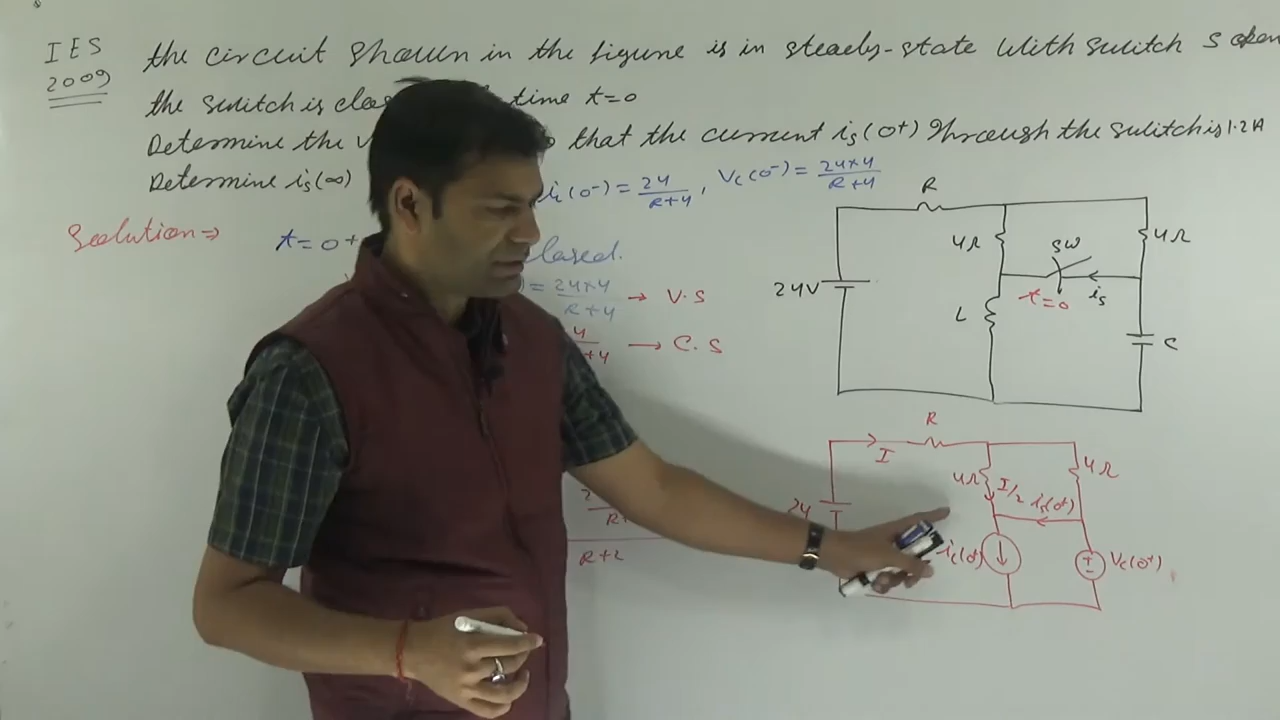 IES
2009
the circuit shown in the figure is in steady-state with switch S open
the switch is time t=0
Determine the that the current is(0+) through the switch is 1.2A
Determine is(∞)
iL(0-) = 24/R+4, Vc(0-) = 24×4/R+4
Solution ⇒ t=0+ closed.
= 24×4/R+4 → V.S
4/+4 → C.S
R+2
R
4Ω
SW
4Ω
24V
t=0
is
L
C
R
I
4Ω
I/2
is(0+)
4Ω
24
Vc(0+)